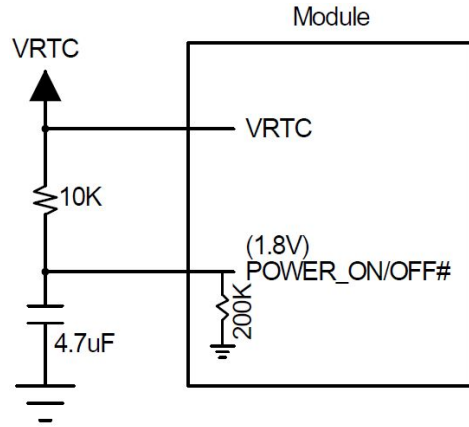 Module
VRTC
VRTC
10K
(1.8V)
POWER_ON/OFF#
200K
4.7uF